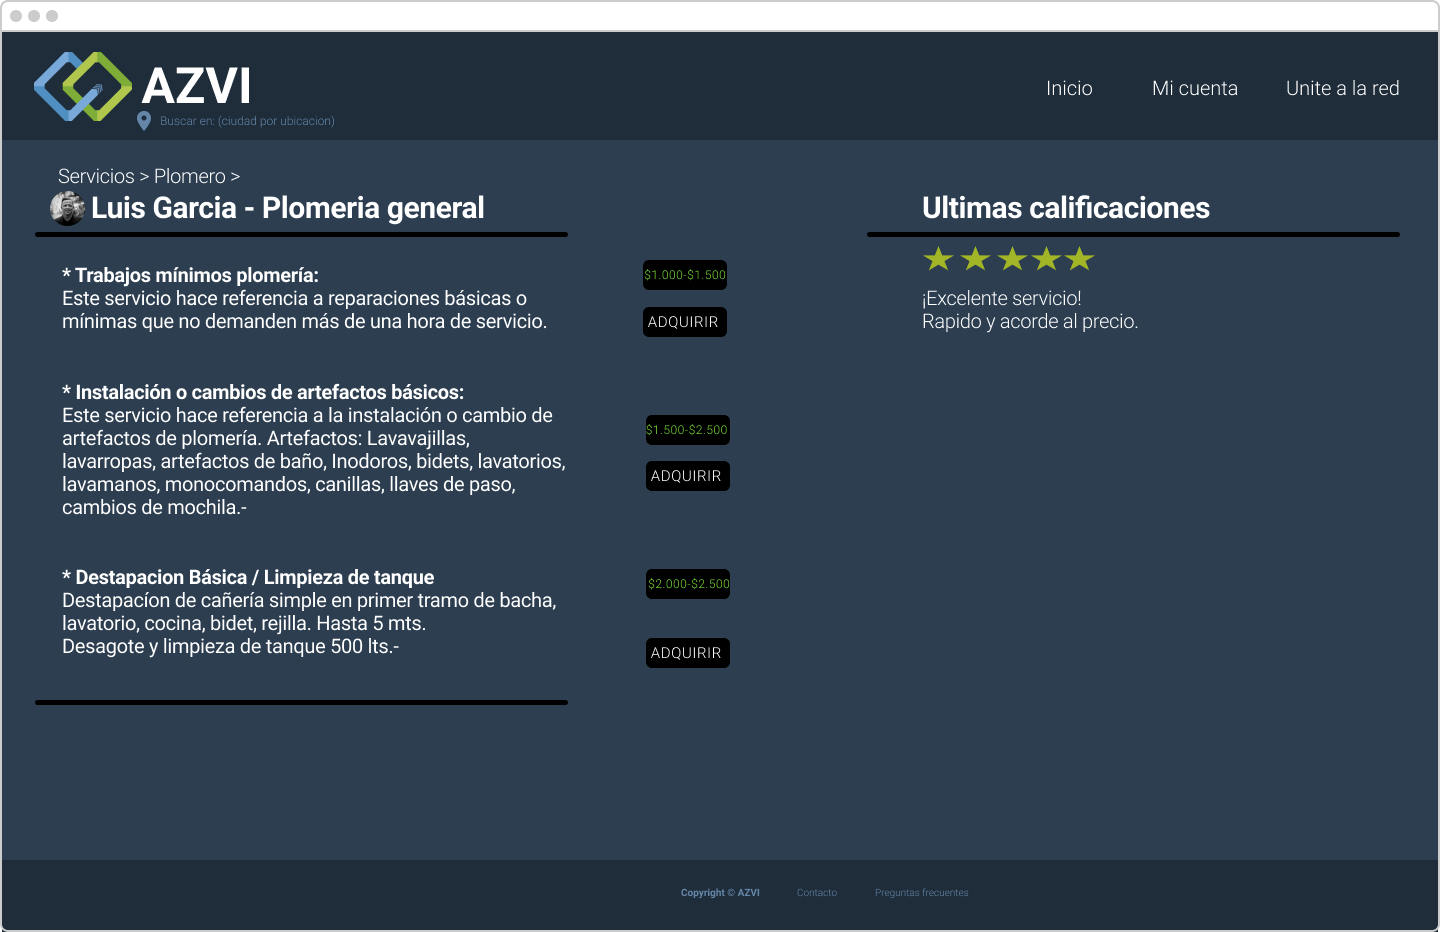 AZVI
Buscar en: (ciudad por ubicacion)
Inicio
Mi cuenta
Unite a la red
Servicios > Plomero >
Luis Garcia - Plomeria general
* Trabajos mínimos plomería:
Este servicio hace referencia a reparaciones básicas o
mínimas que no demanden más de una hora de servicio.
$1.000-$1.500
ADQUIRIR
* Instalación o cambios de artefactos básicos:
Este servicio hace referencia a la instalación o cambio de
artefactos de plomería. Artefactos: Lavavajillas,
lavarropas, artefactos de baño, Inodoros, bidets, lavatorios,
lavamanos, monocomandos, canillas, llaves de paso,
cambios de mochila.-
$1.500-$2.500
ADQUIRIR
* Destapacion Básica / Limpieza de tanque
Destapacíon de cañería simple en primer tramo de bacha,
lavatorio, cocina, bidet, rejilla. Hasta 5 mts.
Desagote y limpieza de tanque 500 lts.-
$2.000-$2.500
ADQUIRIR
Ultimas calificaciones
¡Excelente servicio!
Rapido y acorde al precio.
Copyright © AZVI
Contacto
Preguntas frecuentes